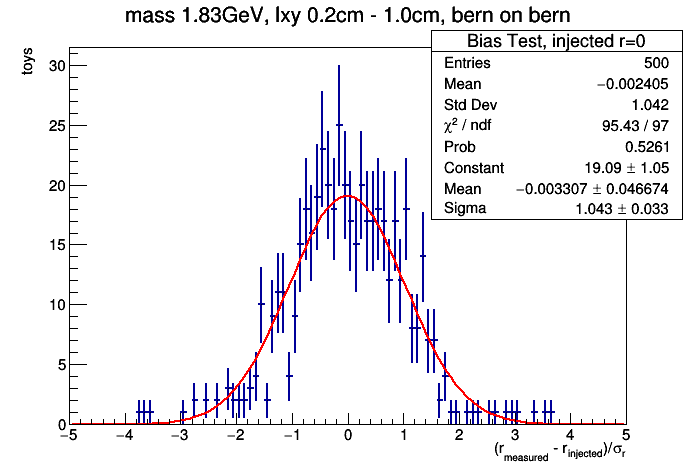 mass 1.83GeV, lxy 0.2cm - 1.0cm, bern on bern
toys
Bias Test, injected r=0
Entries 500
Mean −0.002405
Std Dev 1.042
χ² / ndf 95.43 / 97
Prob 0.5261
Constant 19.09 ± 1.05
Mean −0.003307 ± 0.046674
Sigma 1.043 ± 0.033
30
25
20
15
10
5
0
−5 −4 −3 −2 −1 0 1 2 3 4 5
(r_measured - r_injected)/σ_r